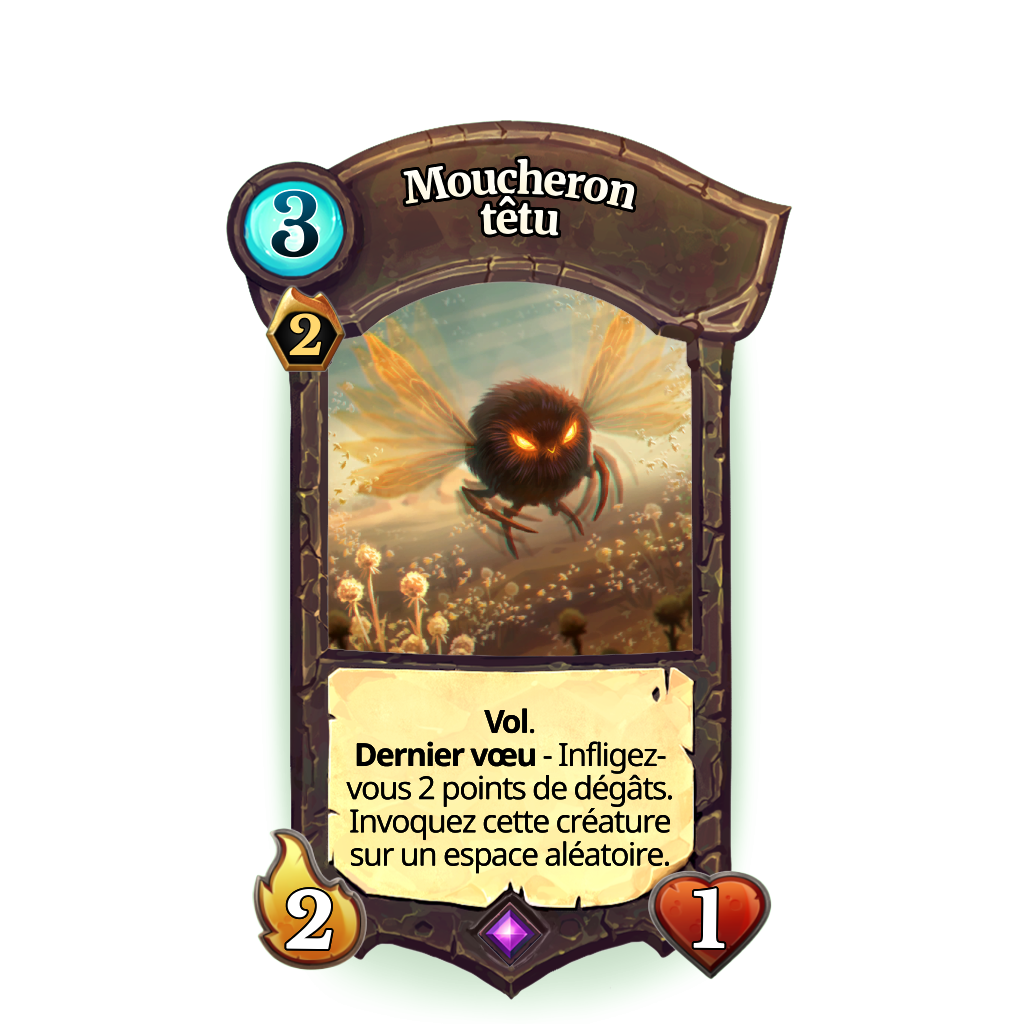 Moucheron
têtu
3
2
Vol.
Dernier vœu - Infligez-
vous 2 points de dégâts.
Invoquez cette créature
sur un espace aléatoire.
2
1